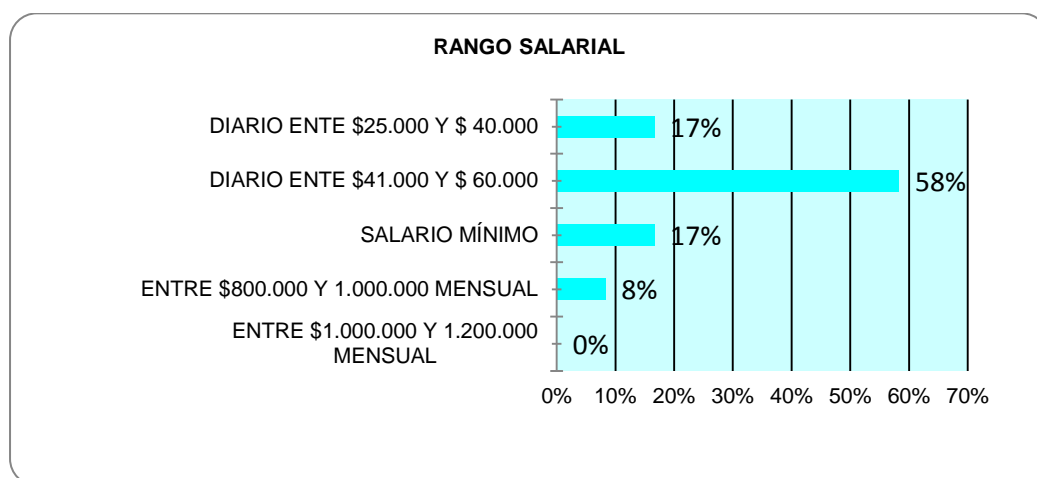 RANGO SALARIAL
DIARIO ENTE $25.000 Y $ 40.000
17%
DIARIO ENTE $41.000 Y $ 60.000
58%
SALARIO MÍNIMO
17%
ENTRE $800.000 Y 1.000.000 MENSUAL
8%
ENTRE $1.000.000 Y 1.200.000
MENSUAL
0%
0% 10% 20% 30% 40% 50% 60% 70%